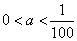 0 < a < 1/100